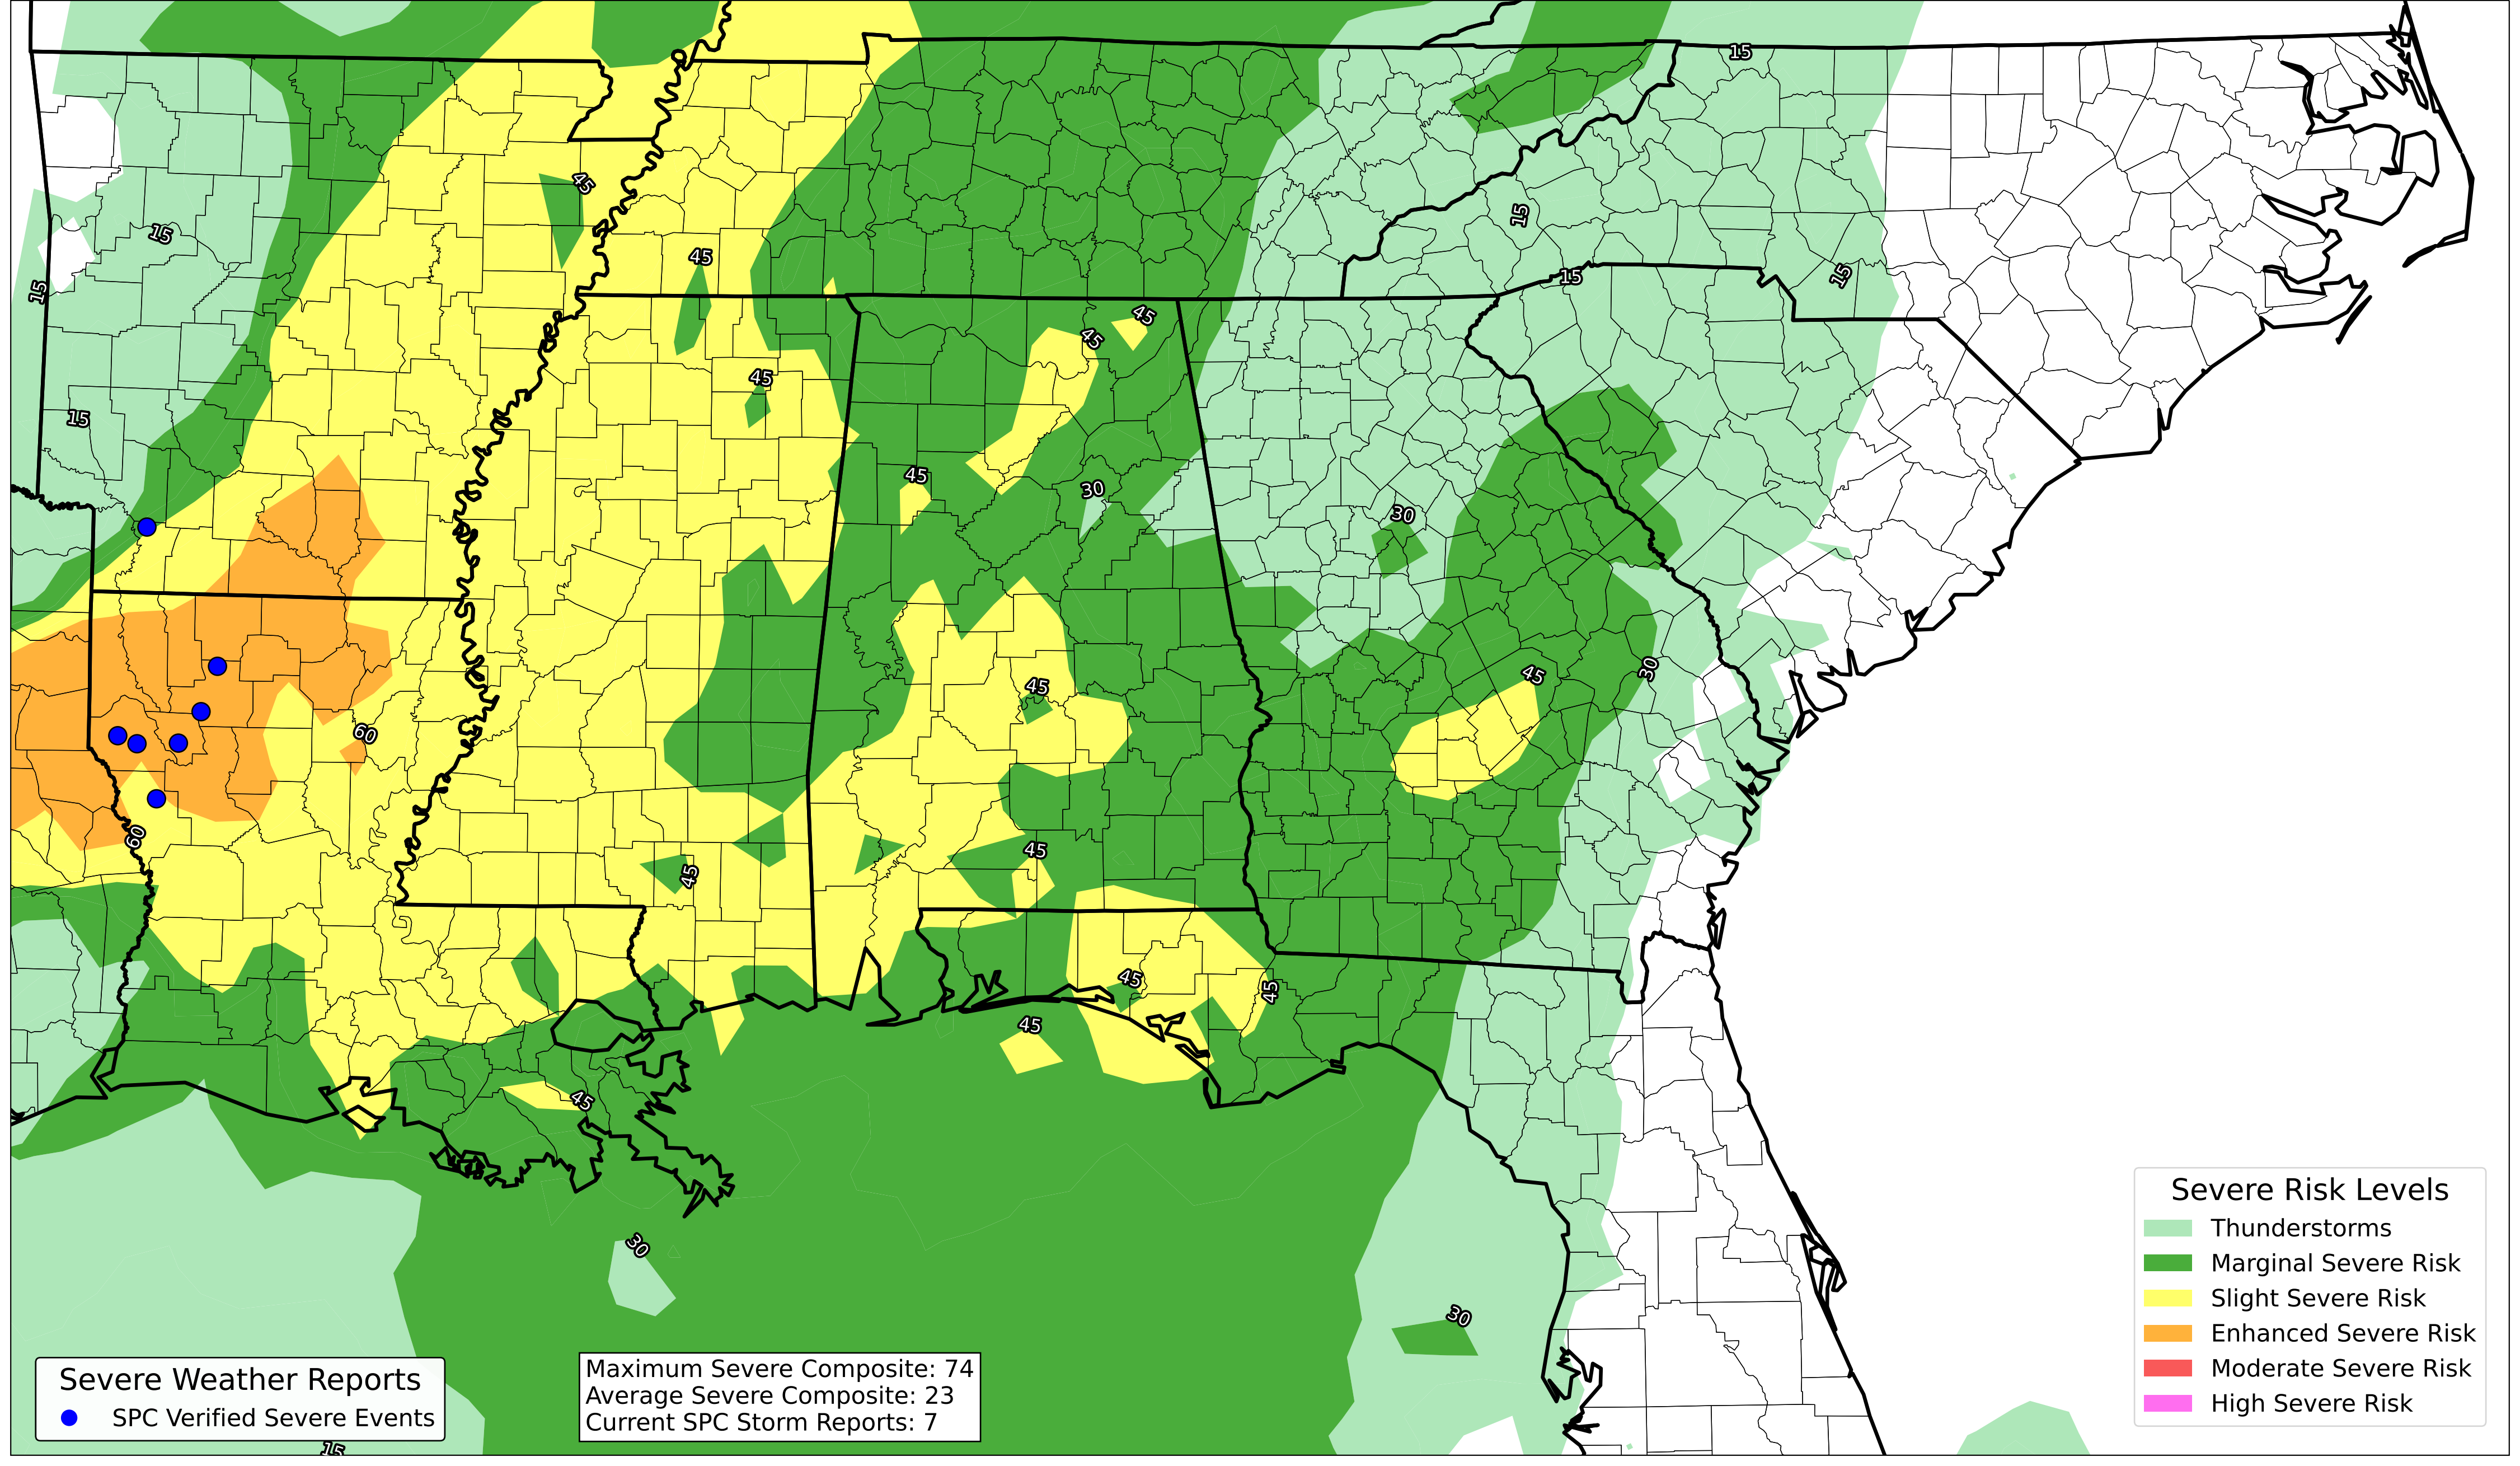 15
45
15
15
45
15
15
15
45
45
45
15
45
30
30
45
30
45
60
60
45
45
45
45
45
45
30
30
15
Severe Risk Levels
Thunderstorms
Marginal Severe Risk
Slight Severe Risk
Enhanced Severe Risk
Moderate Severe Risk
High Severe Risk
Severe Weather Reports
SPC Verified Severe Events
Maximum Severe Composite: 74
Average Severe Composite: 23
Current SPC Storm Reports: 7